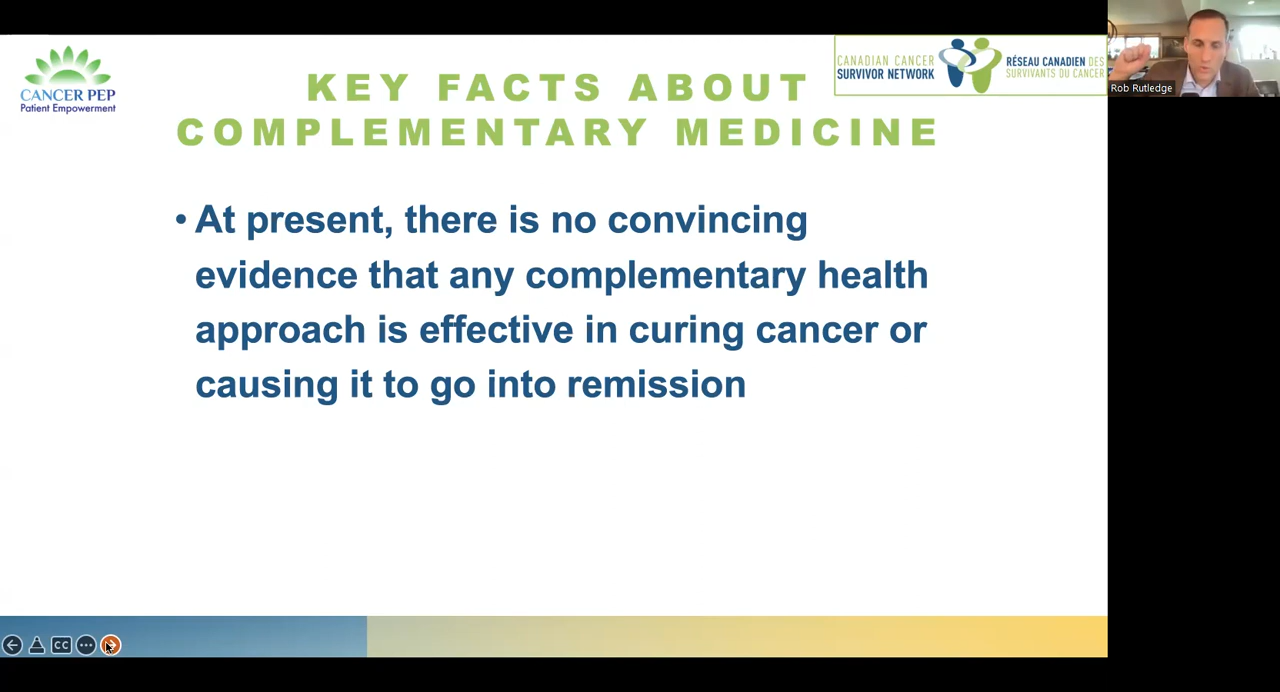 CANCER PEP
Patient Empowerment
KEY FACTS ABOUT
COMPLEMENTARY MEDICINE
CANADIAN CANCER
SURVIVOR NETWORK
RÉSEAU CANADIEN DES
SURVIVANTS DU CANCER
Rob Rutledge
• At present, there is no convincing
evidence that any complementary health
approach is effective in curing cancer or
causing it to go into remission
CC